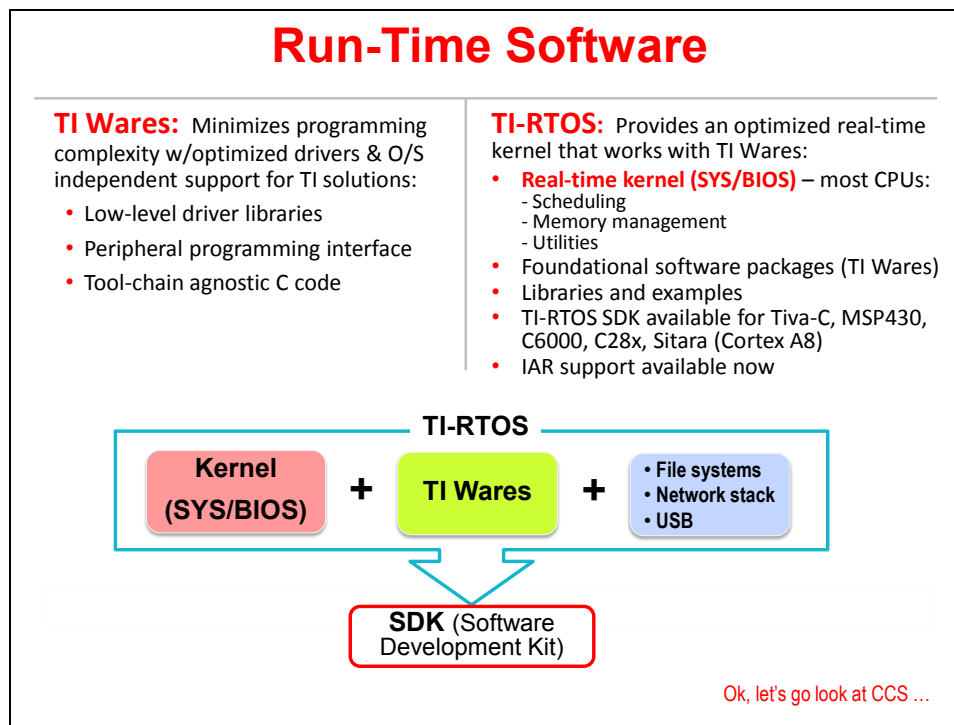 Run-Time Software
TI Wares: Minimizes programming
complexity w/optimized drivers & O/S
independent support for TI solutions:
• Low-level driver libraries
• Peripheral programming interface
• Tool-chain agnostic C code
TI-RTOS: Provides an optimized real-time
kernel that works with TI Wares:
• Real-time kernel (SYS/BIOS) – most CPUs:
- Scheduling
- Memory management
- Utilities
• Foundational software packages (TI Wares)
• Libraries and examples
• TI-RTOS SDK available for Tiva-C, MSP430,
C6000, C28x, Sitara (Cortex A8)
• IAR support available now
TI-RTOS
Kernel
(SYS/BIOS)
+
TI Wares
+
• File systems
• Network stack
• USB
SDK (Software
Development Kit)
Ok, let's go look at CCS …